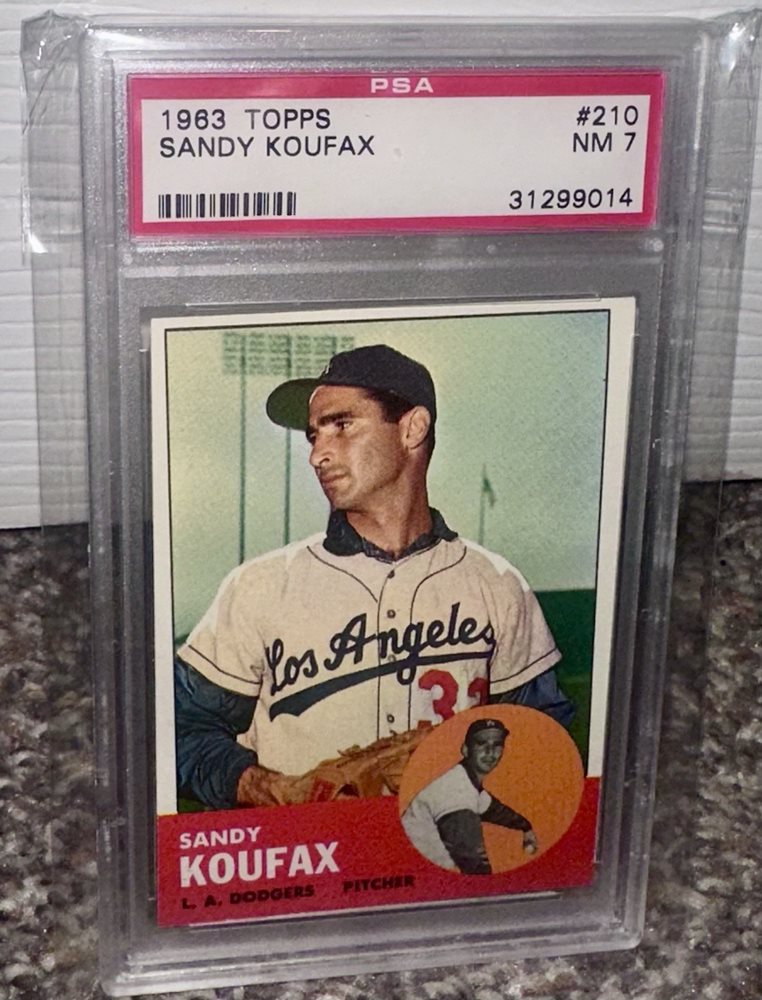 PSA
1963 TOPPS #210
SANDY KOUFAX NM 7
31299014
Los Angeles
32
SANDY
KOUFAX
L. A. DODGERS PITCHER